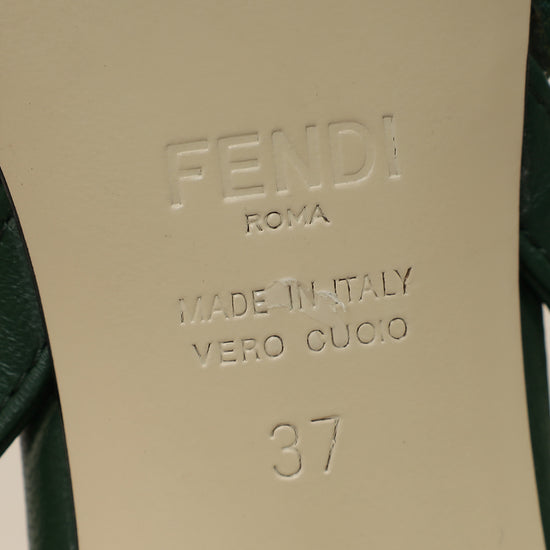 FENDI
ROMA
MADE IN ITALY
VERO CUOIO
37